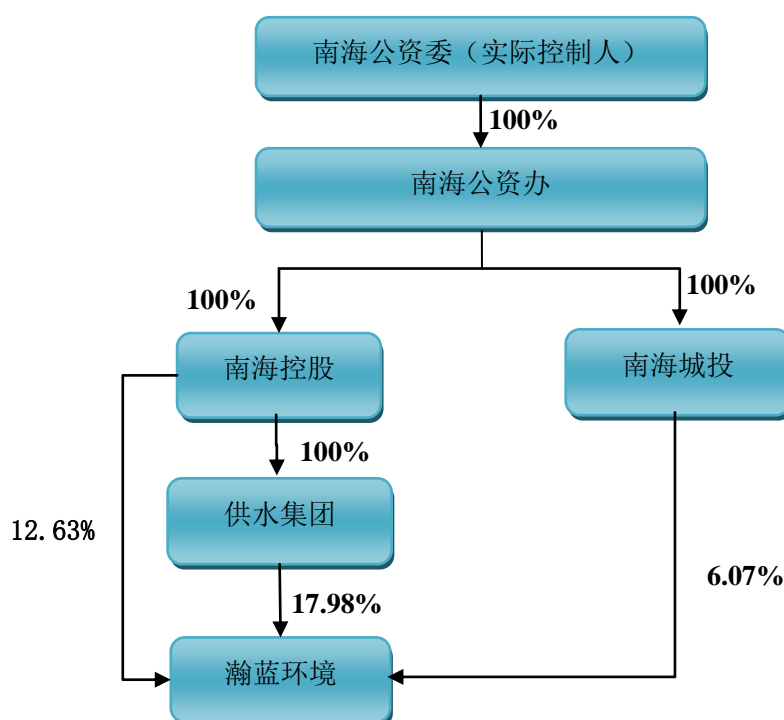 南海公资委（实际控制人）
100%
南海公资办
100%
100%
南海控股
南海城投
100%
供水集团
12.63%
6.07%
17.98%
瀚蓝环境